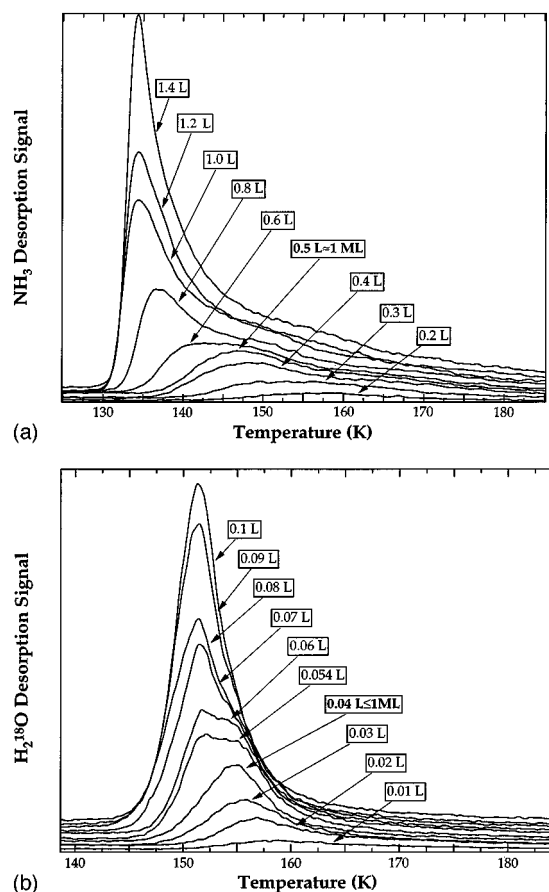 NH₃ Desorption Signal
1.4 L
1.2 L
1.0 L
0.8 L
0.6 L
0.5 L≈1 ML
0.4 L
0.3 L
0.2 L
130 140 150 160 170 180
(a)
Temperature (K)
H₂¹⁸O Desorption Signal
0.1 L
0.09 L
0.08 L
0.07 L
0.06 L
0.054 L
0.04 L≤1ML
0.03 L
0.02 L
0.01 L
140 150 160 170 180
(b)
Temperature (K)